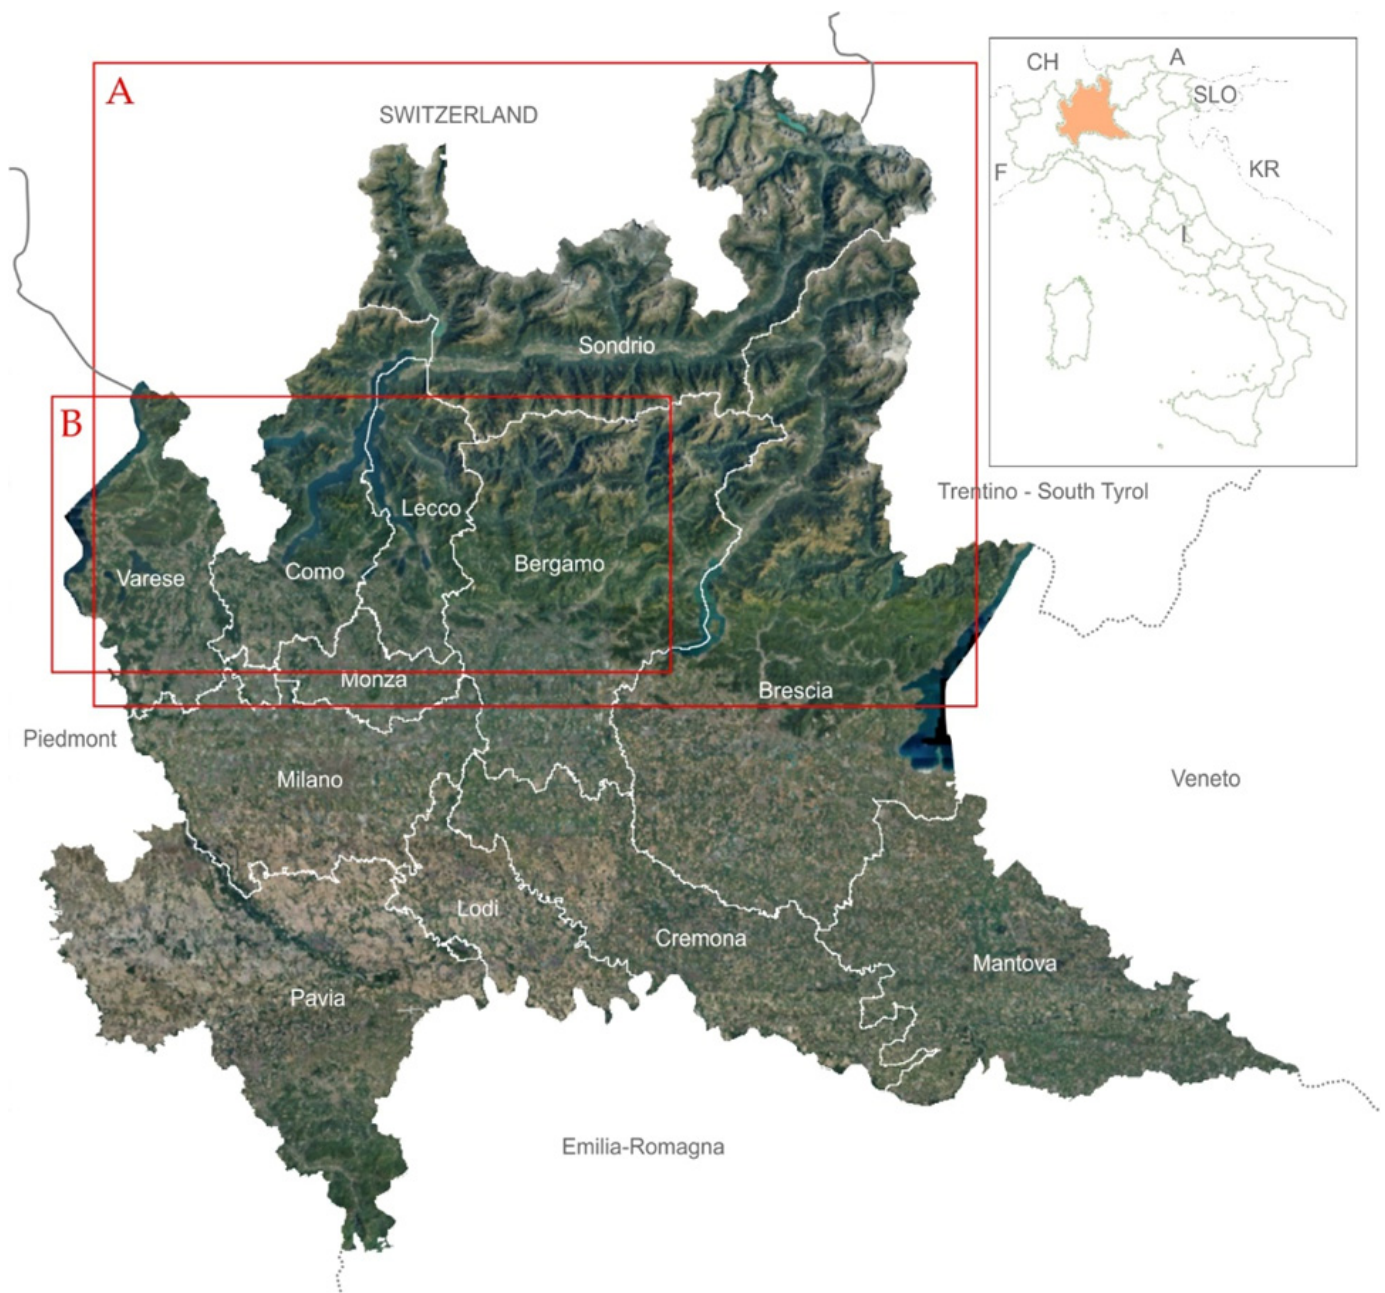 A
SWITZERLAND
CH
A
SLO
F
KR
I
Sondrio
B
Trentino - South Tyrol
Lecco
Varese
Como
Bergamo
Monza
Brescia
Piedmont
Milano
Veneto
Lodi
Cremona
Mantova
Pavia
Emilia-Romagna